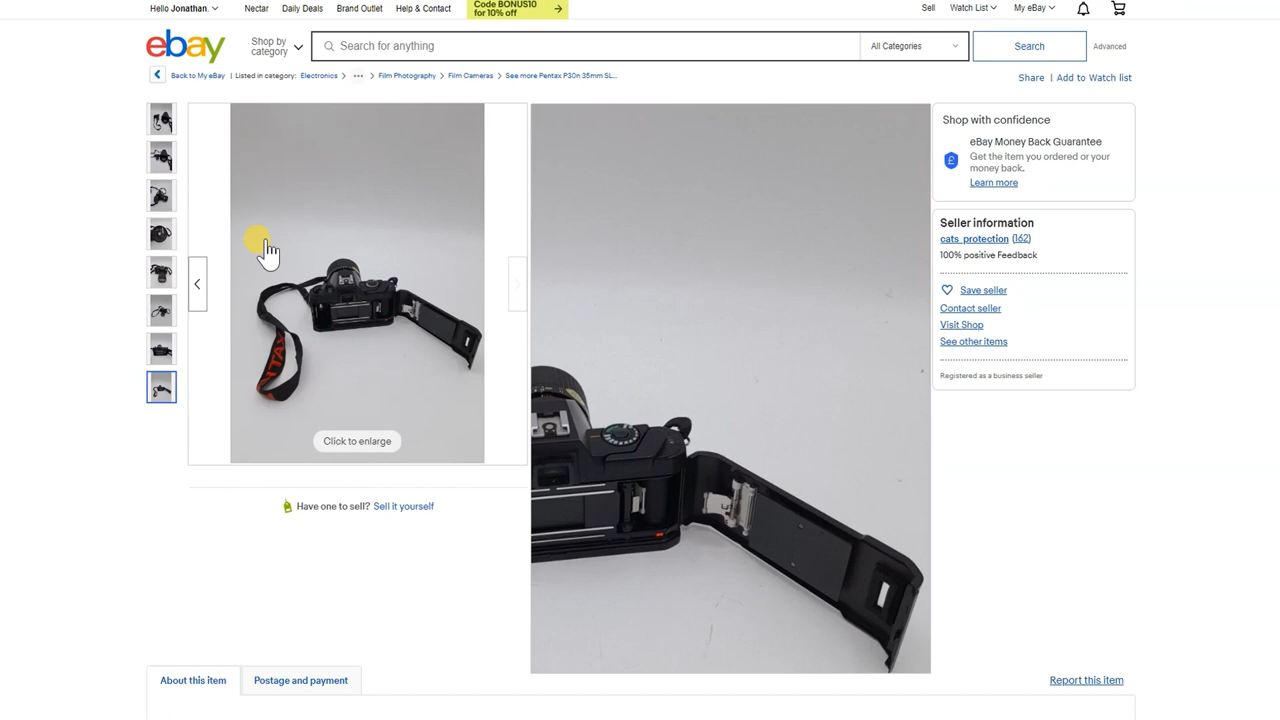 Hello Jonathan.
Nectar
Daily Deals
Brand Outlet
Help & Contact
Code BONUS10
for 10% off
Sell
Watch List
My eBay
ebay
Shop by
category
Search for anything
All Categories
Search
Advanced
Back to My eBay | Listed in category: Electronics > ... > Film Photography > Film Cameras > See more Pentax P30n 35mm SL...
Share | Add to Watch list
Shop with confidence
eBay Money Back Guarantee
Get the item you ordered or your
money back.
Learn more
Seller information
cats_protection (162)
100% positive Feedback
Save seller
Contact seller
Visit Shop
See other items
Registered as a business seller
NTAX
Click to enlarge
Have one to sell? Sell it yourself
About this item
Postage and payment
Report this item